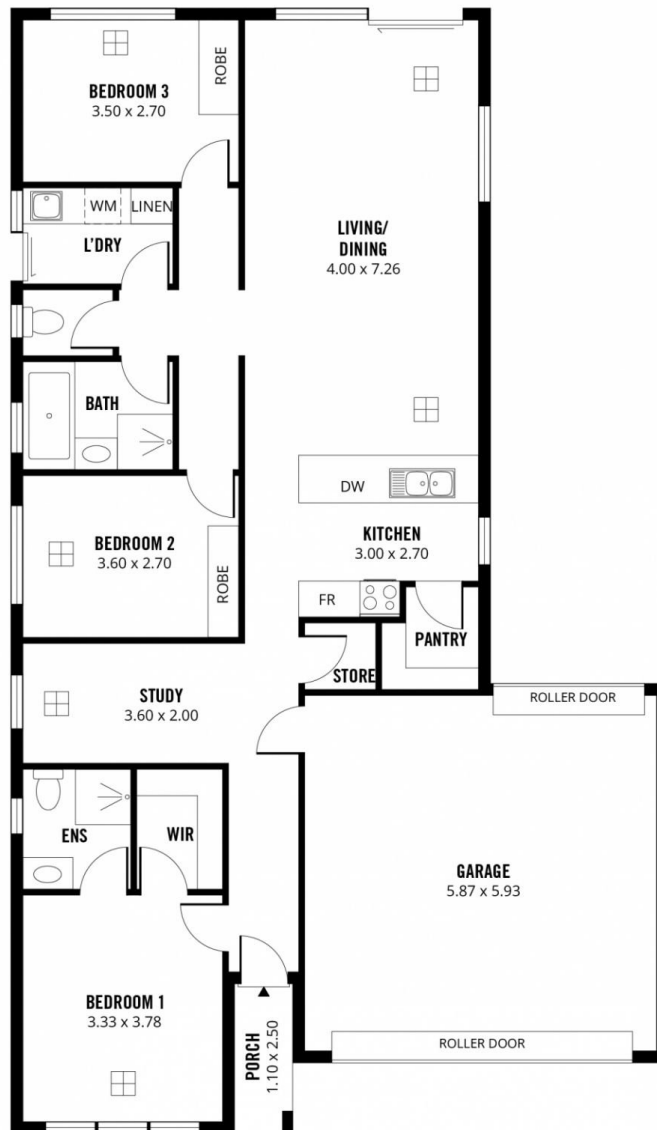 BEDROOM 3
3.50 x 2.70
ROBE
WM
LINEN
L'DRY
LIVING/
DINING
4.00 x 7.26
BATH
DW
KITCHEN
3.00 x 2.70
BEDROOM 2
3.60 x 2.70
ROBE
FR
PANTRY
STORE
STUDY
3.60 x 2.00
ROLLER DOOR
ENS
WIR
GARAGE
5.87 x 5.93
BEDROOM 1
3.33 x 3.78
PORCH
1.10 x 2.50
ROLLER DOOR